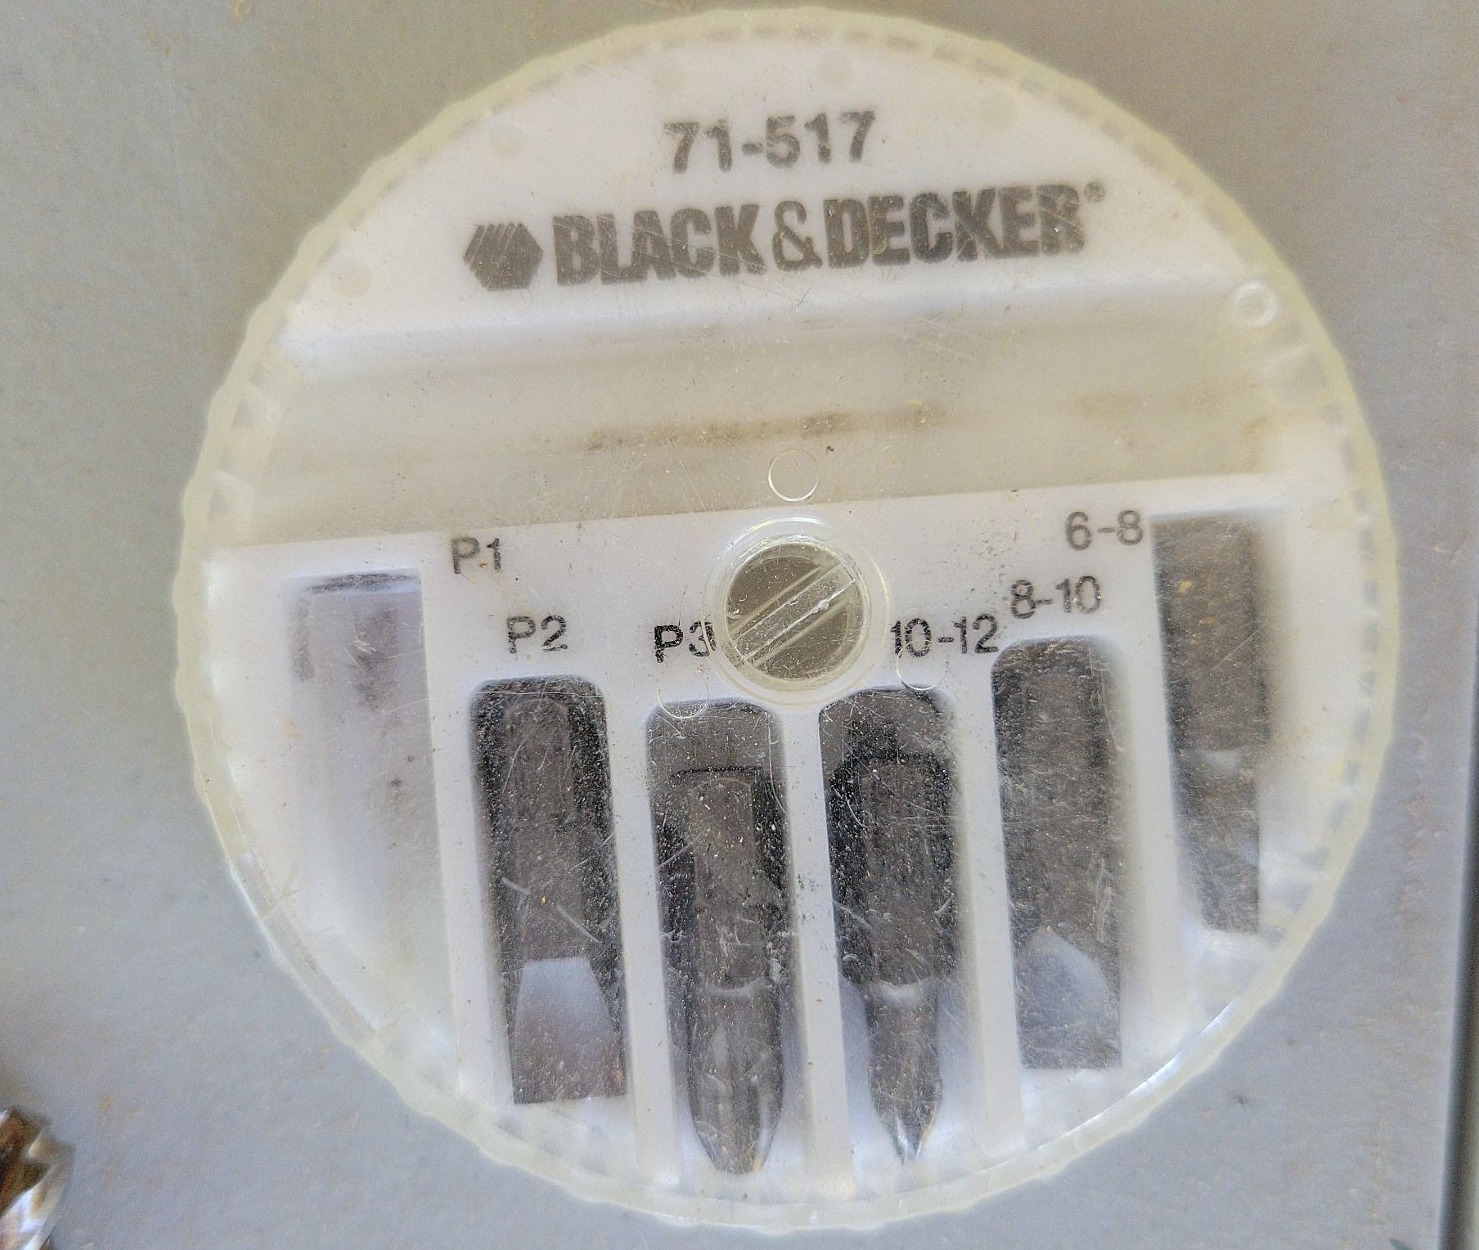 71-517
BLACK&DECKER®
P1
6-8
8-10
P2
P3
10-12